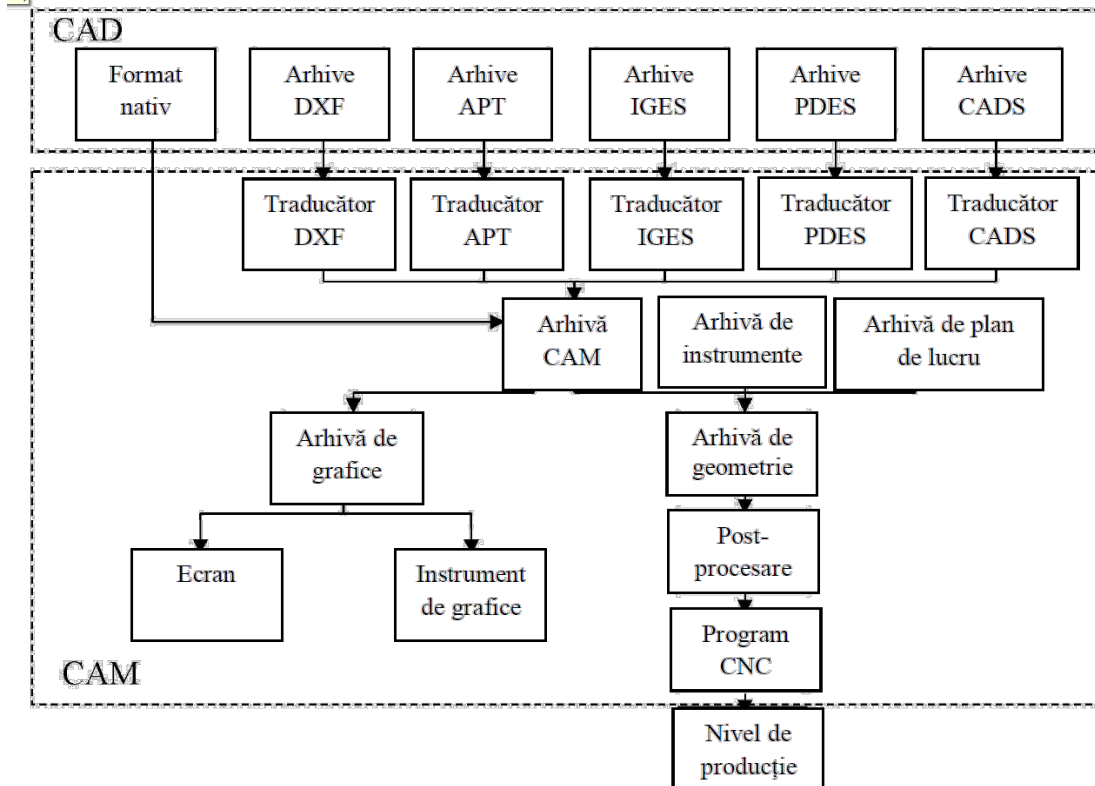 CAD
Format
nativ
Arhive
DXF
Arhive
APT
Arhive
IGES
Arhive
PDES
Arhive
CADS
Traducător
DXF
Traducător
APT
Traducător
IGES
Traducător
PDES
Traducător
CADS
Arhivă
CAM
Arhivă de
instrumente
Arhivă de plan
de lucru
Arhivă de
grafice
Arhivă de
geometrie
Ecran
Instrument
de grafice
Post-
procesare
Program
CNC
CAM
Nivel de
producţie